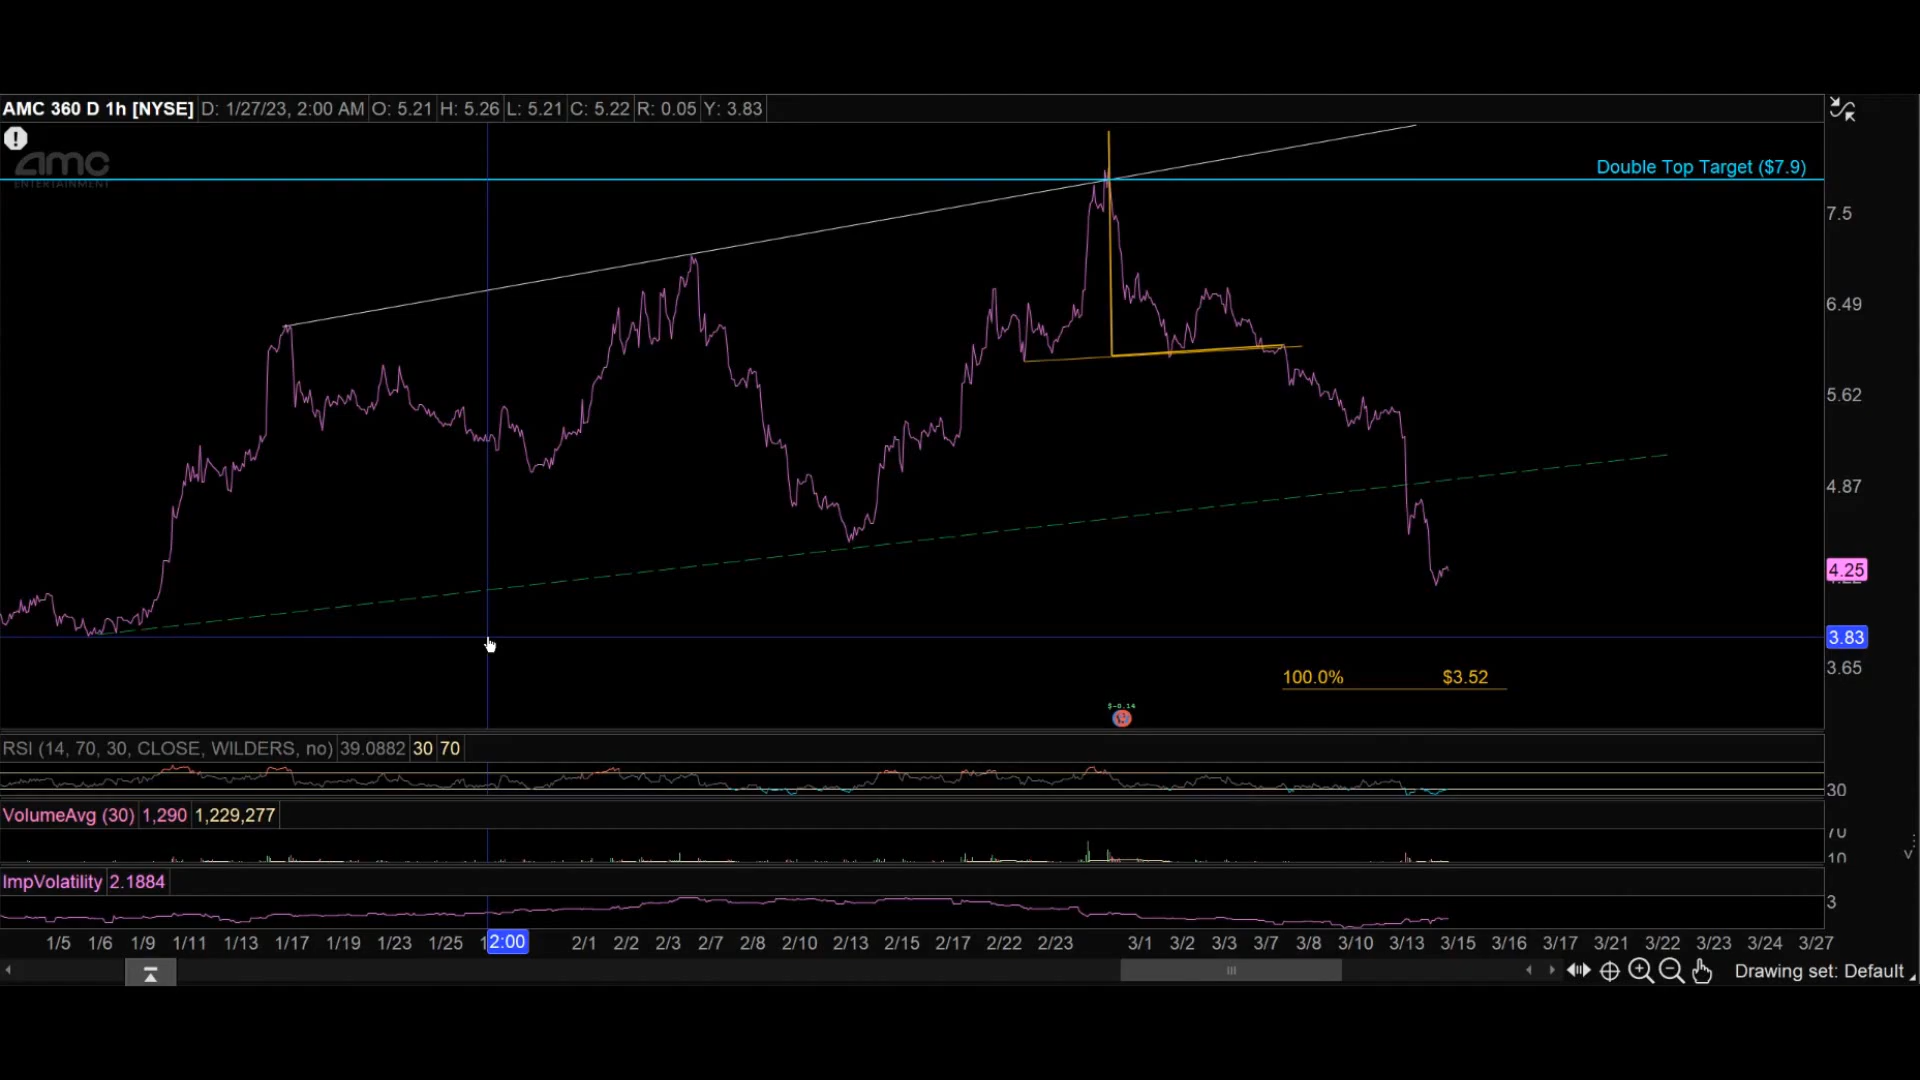 AMC 360 D 1h [NYSE] D: 1/27/23, 2:00 AM O: 5.21 H: 5.26 L: 5.21 C: 5.22 R: 0.05 Y: 3.83
!
amc
ENTERTAINMENT
Double Top Target ($7.9)
7.5
6.49
5.62
4.87
4.25
3.83
3.65
100.0% $3.52
$-0.14
RSI (14, 70, 30, CLOSE, WILDERS, no) 39.0882 30 70
30
VolumeAvg (30) 1,290 1,229,277
70
10
ImpVolatility 2.1884
3
1/5 1/6 1/9 1/11 1/13 1/17 1/19 1/23 1/25 2:00 2/1 2/2 2/3 2/7 2/8 2/10 2/13 2/15 2/17 2/22 2/23 3/1 3/2 3/3 3/7 3/8 3/10 3/13 3/15 3/16 3/17 3/21 3/22 3/23 3/24 3/27
Drawing set: Default